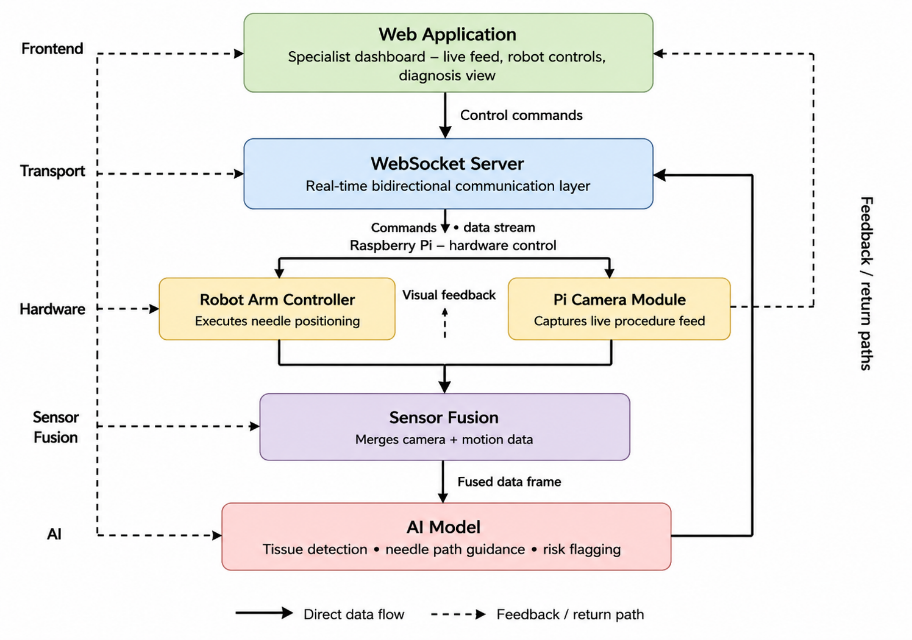 Frontend
Web Application
Specialist dashboard – live feed, robot controls,
diagnosis view
Control commands
Transport
WebSocket Server
Real-time bidirectional communication layer
Commands • data stream
Raspberry Pi – hardware control
Hardware
Robot Arm Controller
Executes needle positioning
Visual feedback
Pi Camera Module
Captures live procedure feed
Feedback / return paths
Sensor
Fusion
Sensor Fusion
Merges camera + motion data
Fused data frame
AI
AI Model
Tissue detection • needle path guidance • risk flagging
Direct data flow
Feedback / return path